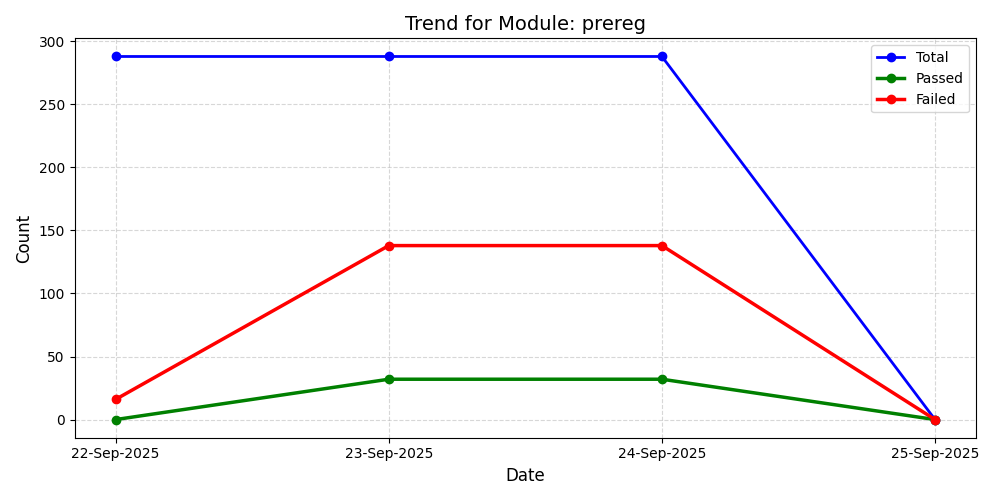 Trend for Module: prereg
Total
Passed
Failed
300
250
200
150
100
50
0
Count
22-Sep-2025
23-Sep-2025
24-Sep-2025
25-Sep-2025
Date